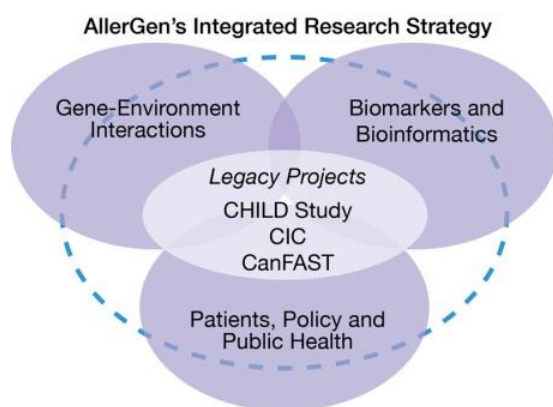 AllerGen’s Integrated Research Strategy
Gene-Environment
Interactions
Biomarkers and
Bioinformatics
Legacy Projects
CHILD Study
CIC
CanFAST
Patients, Policy and
Public Health